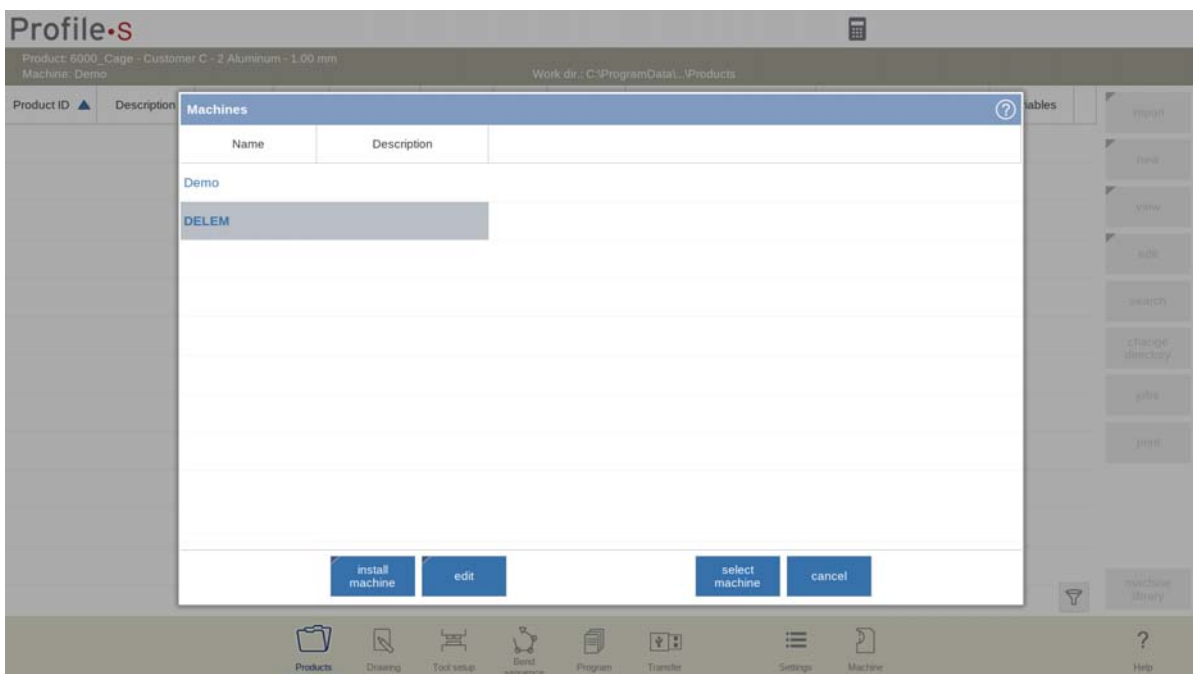 Profile-s
Product: 6000_Cage - Customer C - 2 Aluminum - 1.00 mm
Machine: Demo
Work dir.: C:\ProgramData\...\Products
Product ID
Description
iables
Machines
?
Name
Description
Demo
DELEM
install
machine
edit
select
machine
cancel
new
view
edit
search
change
directory
jobs
print
machine
library
Products
Drawing
Tool setup
Bend
sequence
Program
Transfer
Settings
Machine
?
Help